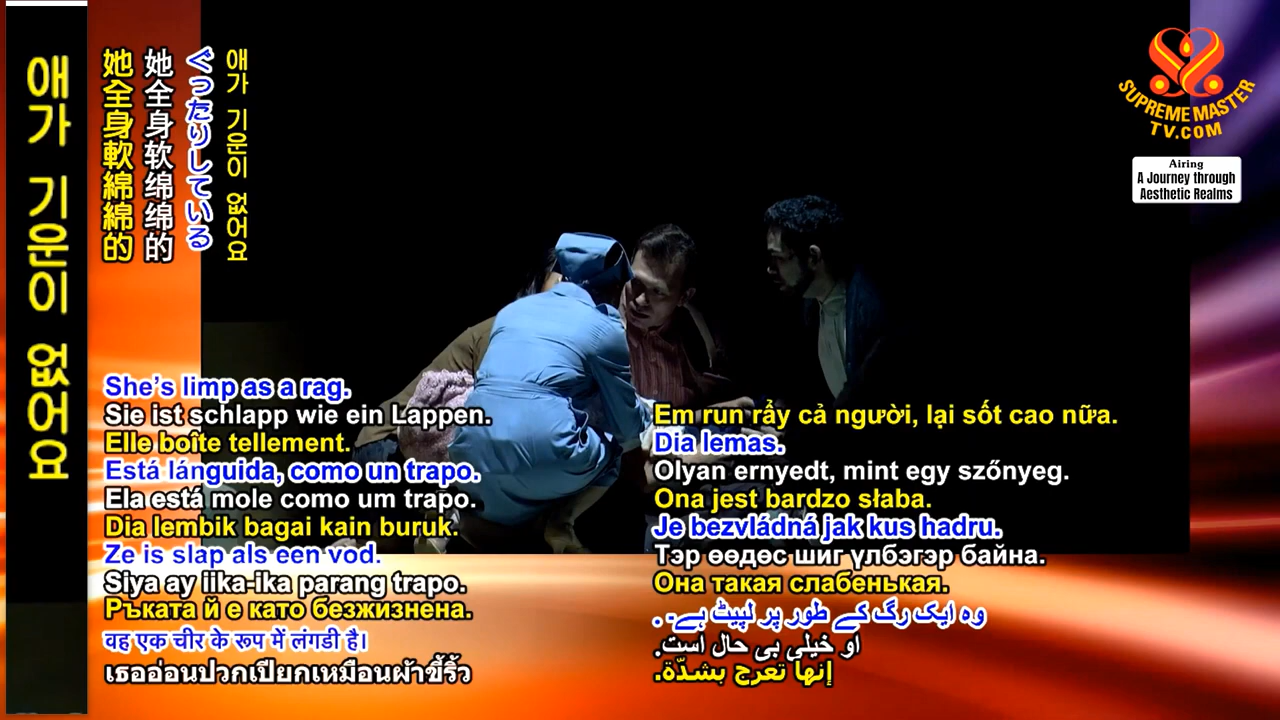 애가 기운이 없어요
她全身軟綿綿的
她全身软绵绵的
ぐったりしている
애가 기운이 없어요
SUPREME MASTER
TV.COM
Airing
A Journey through
Aesthetic Realms
She's limp as a rag.
Sie ist schlapp wie ein Lappen.
Elle boîte tellement.
Está lánguida, como un trapo.
Ela está mole como um trapo.
Dia lembik bagai kain buruk.
Ze is slap als een vod.
Siya ay iika-ika parang trapo.
Ръката й е като безжизнена.
वह एक चीर के रूप में लंगडी है।
เธออ่อนปวกเปียกเหมือนผ้าขี้ริ้ว
Em run rẩy cả người, lại sốt cao nữa.
Dia lemas.
Olyan ernyedt, mint egy szőnyeg.
Ona jest bardzo słaba.
Je bezvládná jak kus hadru.
Тэр өөдөс шиг үлбэгэр байна.
Она такая слабенькая.
وہ ایک رگ کے طور پر لپیٹ ہے۔ .
او خیلی بی حال است.
إنها تعرج بشدّة.